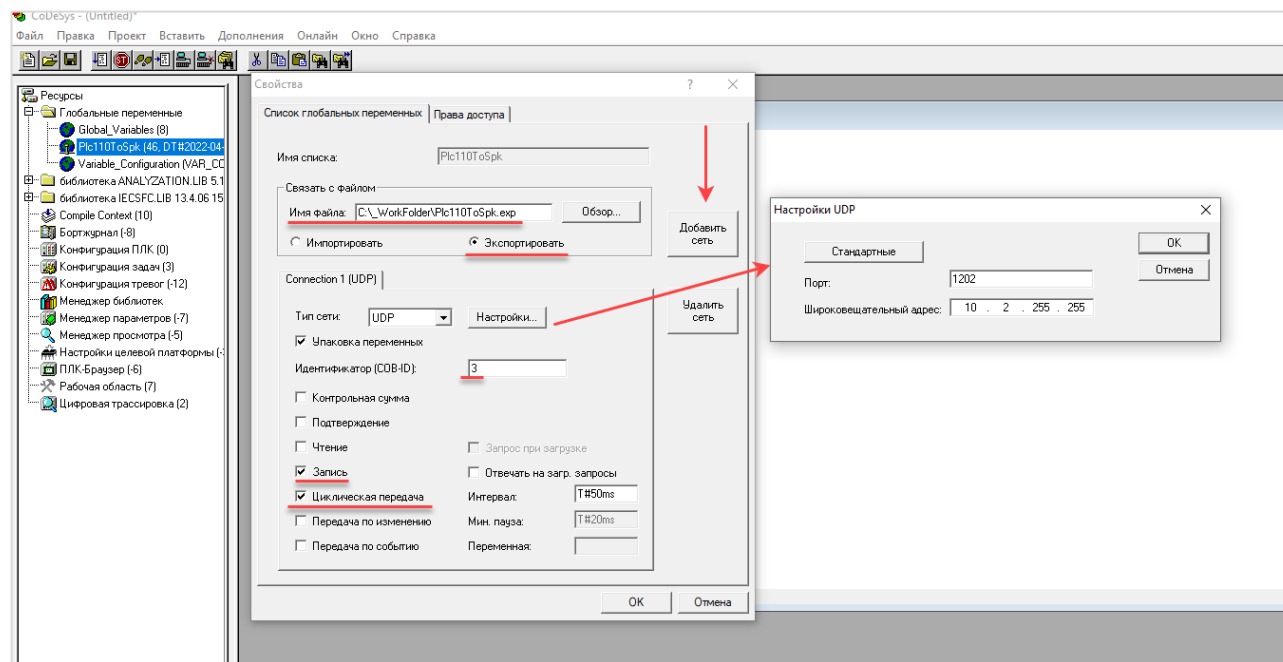 CoDeSys - (Untitled)*
Файл Правка Проект Вставить Дополнения Онлайн Окно Справка
Ресурсы
Глобальные переменные
Global_Variables (8)
Plc110ToSpk (46, DT#2022-04-
Variable_Configuration (VAR_CO
библиотека ANALYZATION.LIB 5.1
библиотека IECSFC.LIB 13.4.06 15
Compile Context (10)
Бортжурнал (-8)
Конфигурация ПЛК (0)
Конфигурация задач (3)
Конфигурация тревог (-12)
Менеджер библиотек
Менеджер параметров (-7)
Менеджер просмотра (-5)
Настройки целевой платформы (-
ПЛК-Браузер (-6)
Рабочая область (7)
Цифровая трассировка (2)
Свойства
Список глобальных переменных Права доступа
Имя списка: Plc110ToSpk
Связать с файлом
Имя файла: C:\_WorkFolder\Plc110ToSpk.exp Обзор...
Импортировать Экспортировать
Добавить сеть
Удалить сеть
Connection 1 (UDP)
Тип сети: UDP Настройки...
Упаковка переменных
Идентификатор (COB-ID): 3
Контрольная сумма
Подтверждение
Чтение Запрос при загрузке
Запись Отвечать на загр. запросы
Циклическая передача Интервал: T#50ms
Передача по изменению Мин. пауза: T#20ms
Передача по событию Переменная:
OK Отмена
Настройки UDP
Стандартные
OK
Отмена
Порт: 1202
Широковещательный адрес: 10 . 2 . 255 . 255